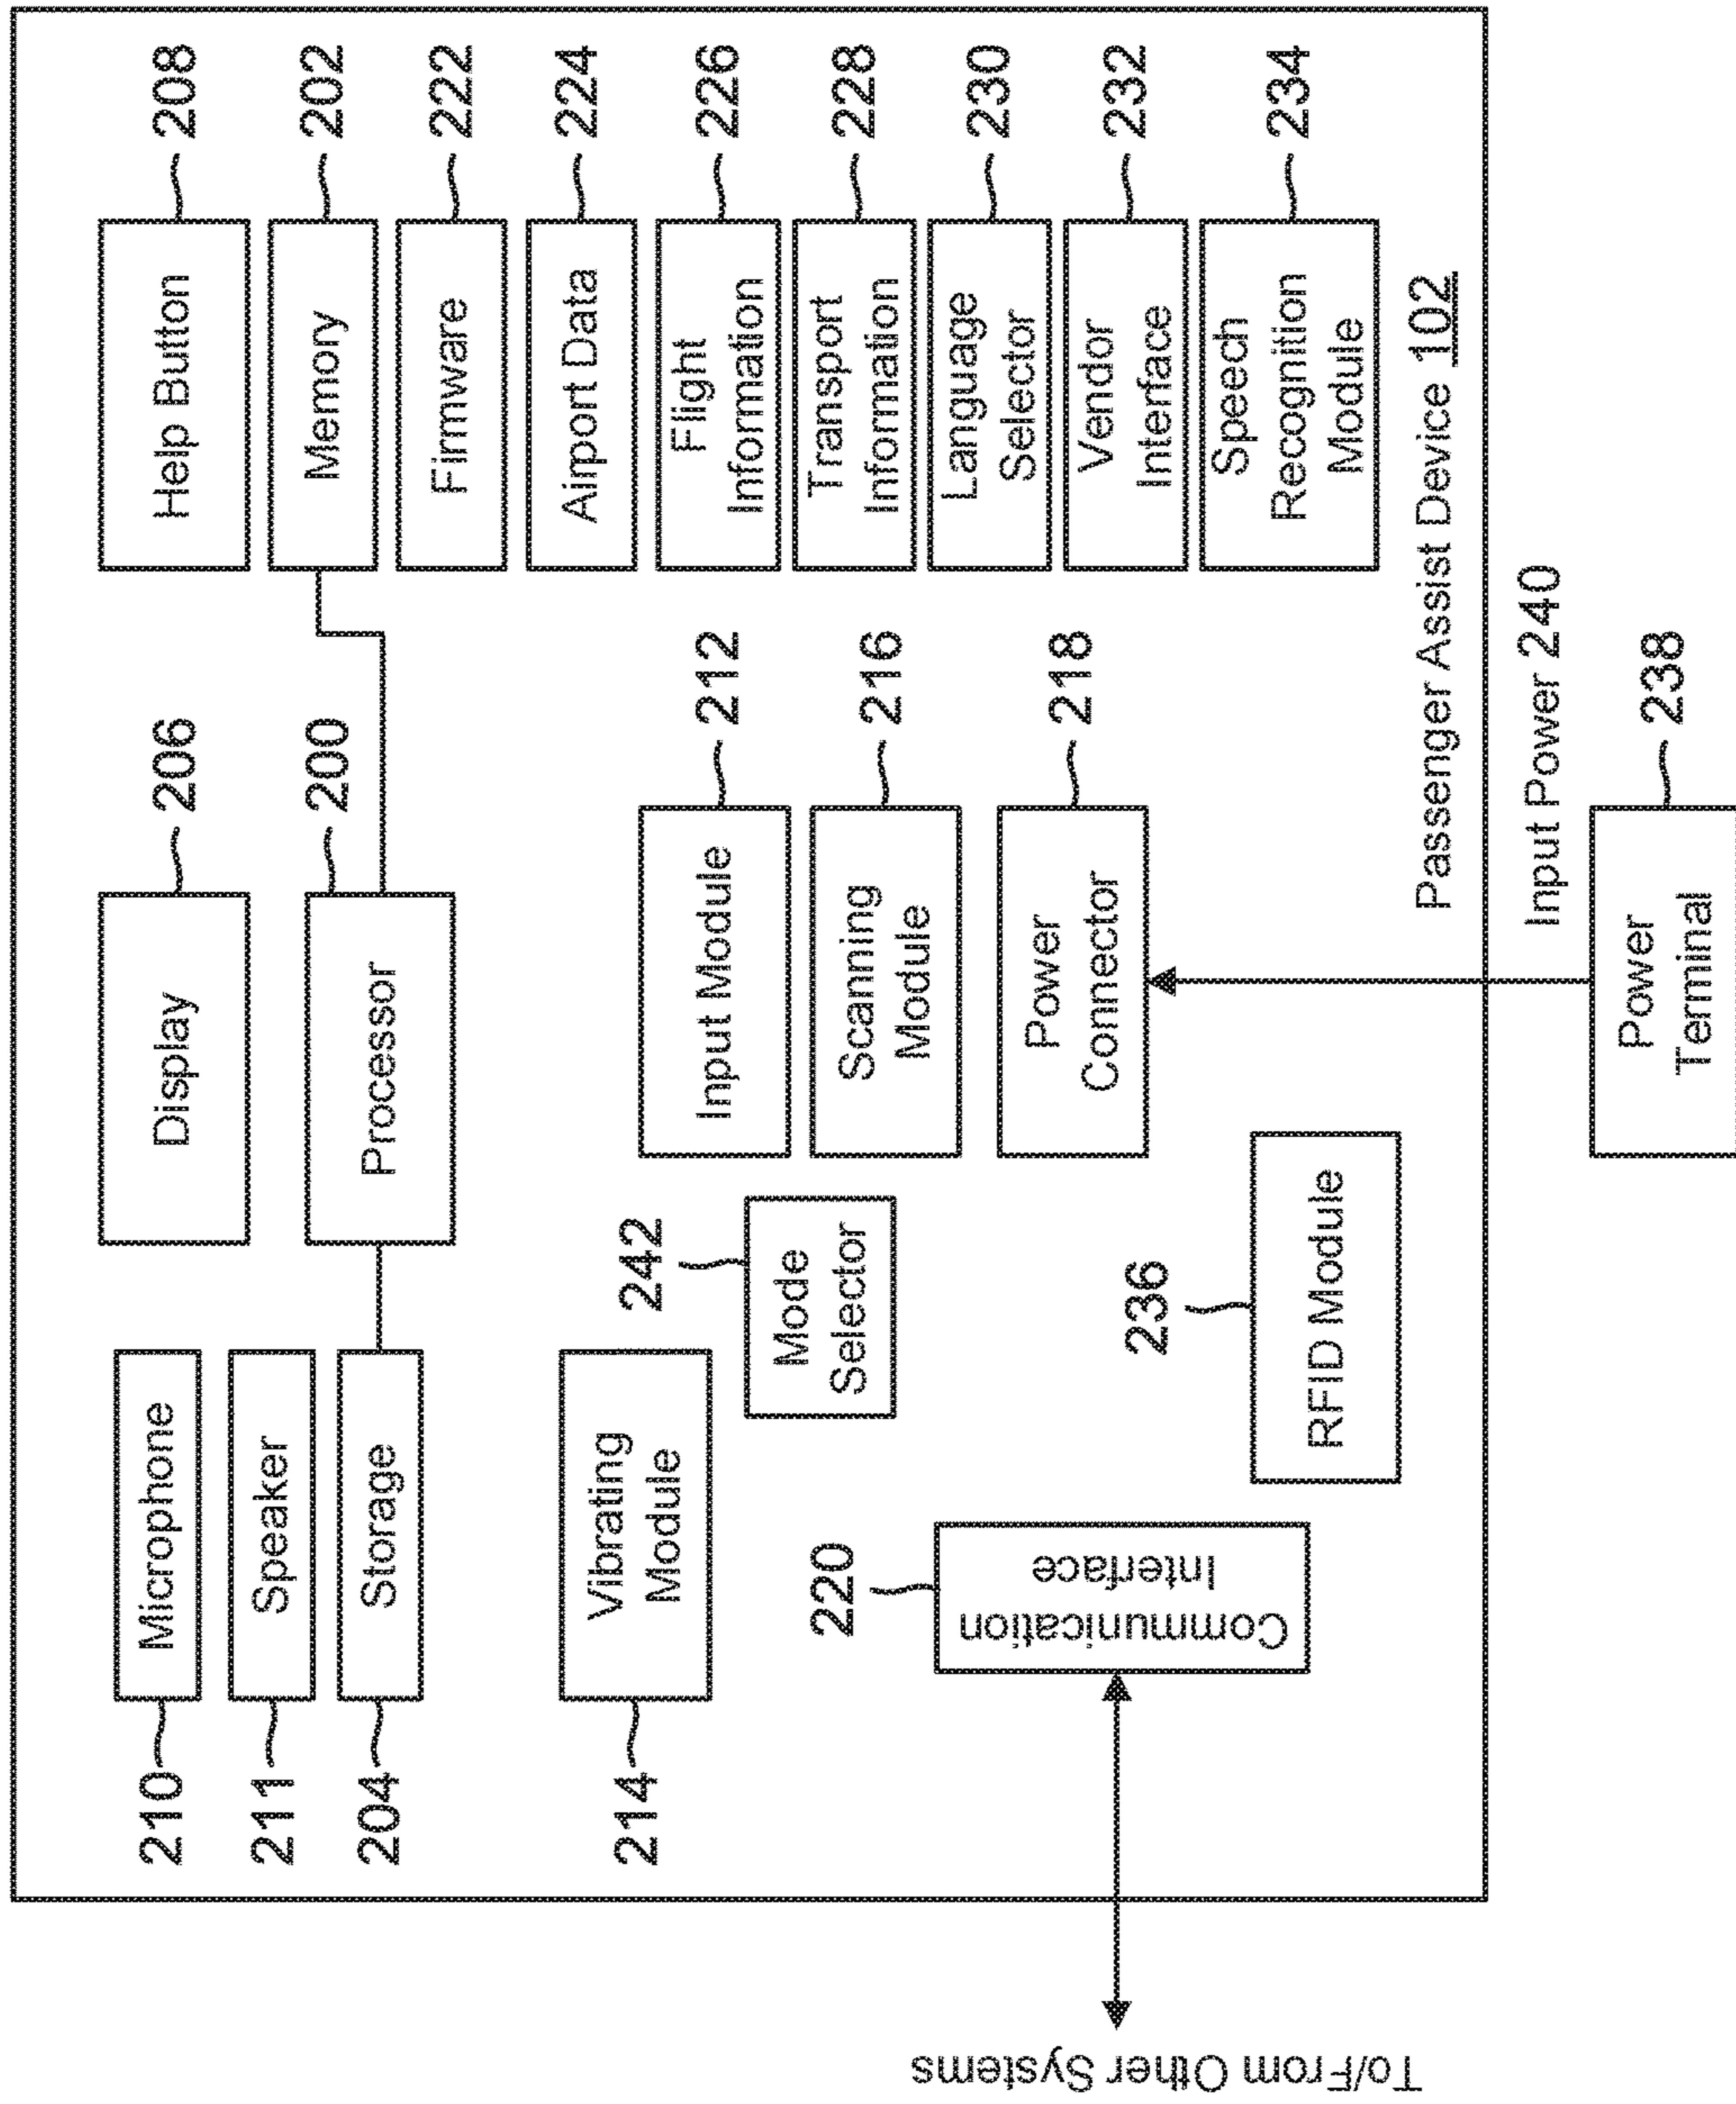 Microphone
210
Speaker
211
Storage
204
Display
206
Processor
200
Help Button
208
Memory
202
Firmware
222
Airport Data
224
Flight
Information
226
Transport
Information
228
Language
Selector
230
Vendor
Interface
232
Speech
Recognition
Module
234
Vibrating
Module
214
242
Mode
Selector
Input Module
212
Scanning
Module
216
Power
Connector
218
220
Communication
Interface
236
RFID Module
To/From Other Systems
Passenger Assist Device 102
Input Power 240
Power
Terminal
238